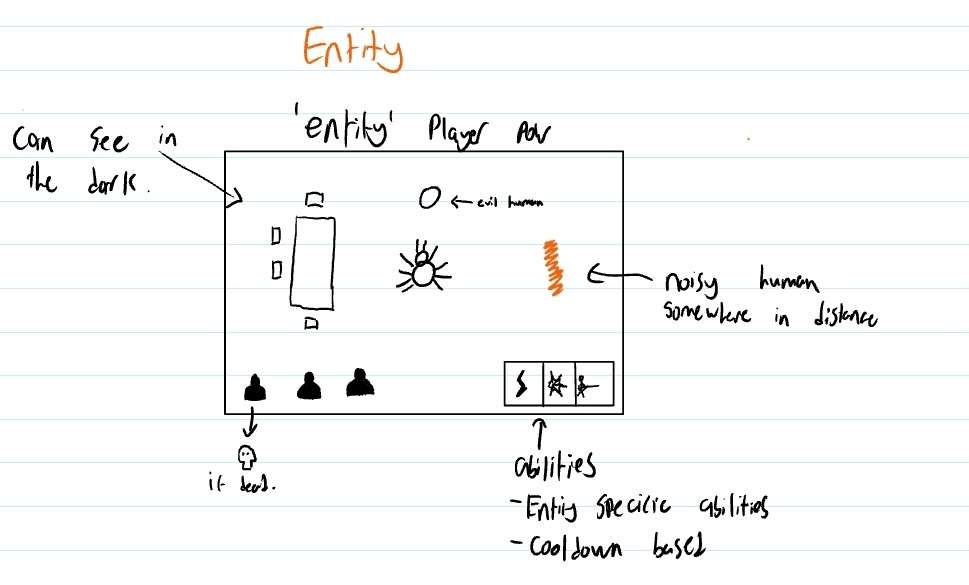 Entity
'entity' Player POV
Can see in
the dark.
← evil human
noisy human
somewhere in distance
if dead.
abilities
- Entity specific abilities
- Cooldown based